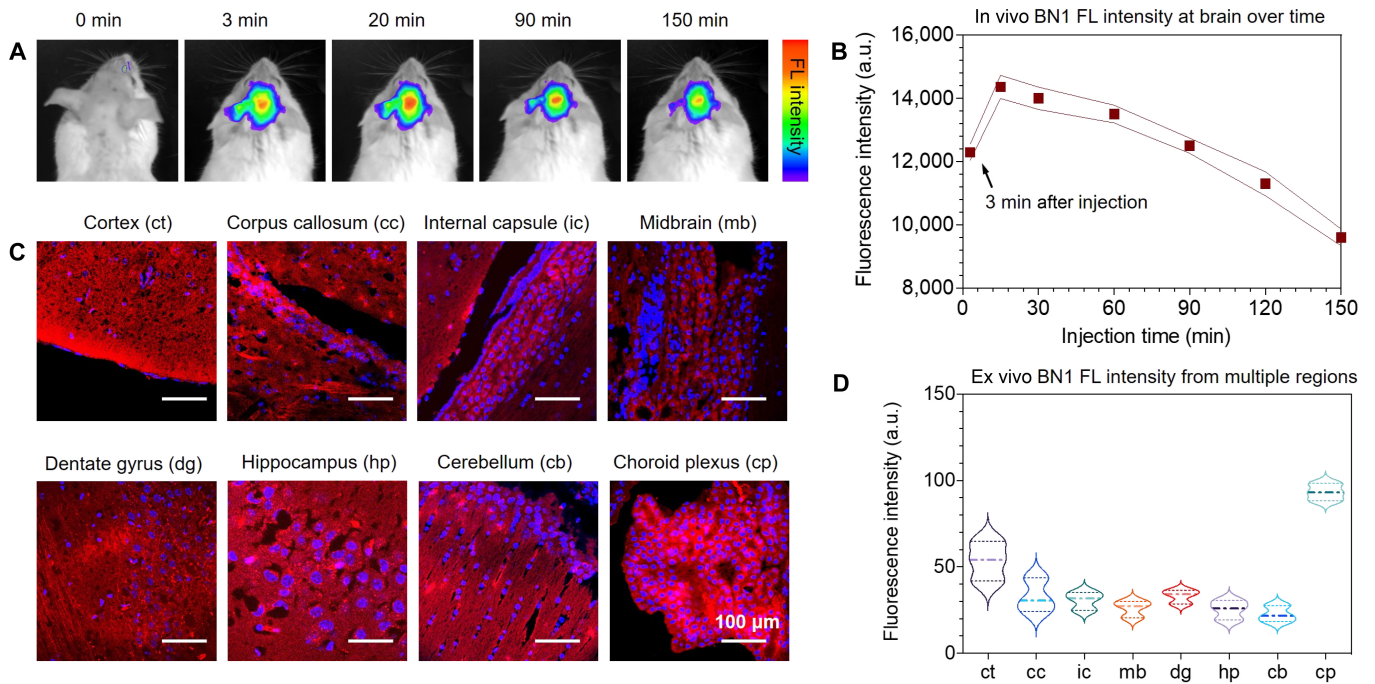 A
0 min
3 min
20 min
90 min
150 min
FL intensity
B
In vivo BN1 FL intensity at brain over time
Fluorescence intensity (a.u.)
16,000
14,000
12,000
10,000
8,000
3 min after injection
0
30
60
90
120
150
Injection time (min)
C
Cortex (ct)
Corpus callosum (cc)
Internal capsule (ic)
Midbrain (mb)
Dentate gyrus (dg)
Hippocampus (hp)
Cerebellum (cb)
Choroid plexus (cp)
100 µm
D
Ex vivo BN1 FL intensity from multiple regions
Fluorescence intensity (a.u.)
150
100
50
0
ct
cc
ic
mb
dg
hp
cb
cp